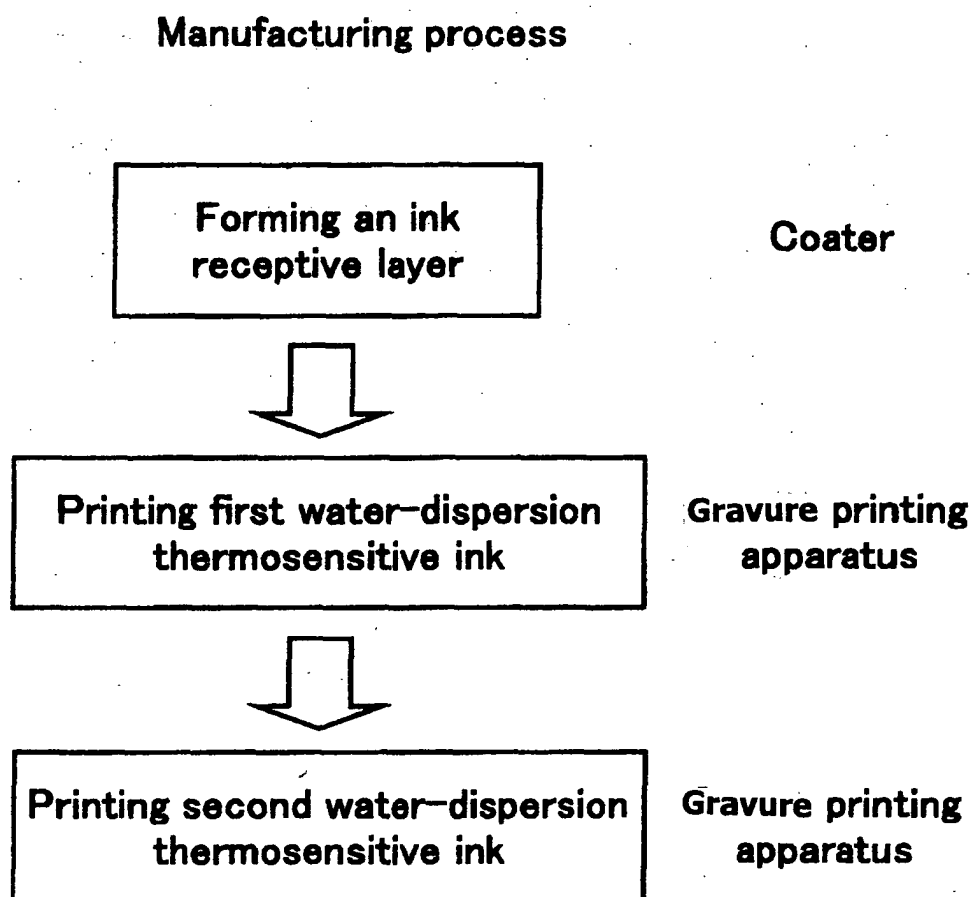 Manufacturing process
Forming an ink
receptive layer
Coater
Printing first water-dispersion
thermosensitive ink
Gravure printing
apparatus
Printing second water-dispersion
thermosensitive ink
Gravure printing
apparatus